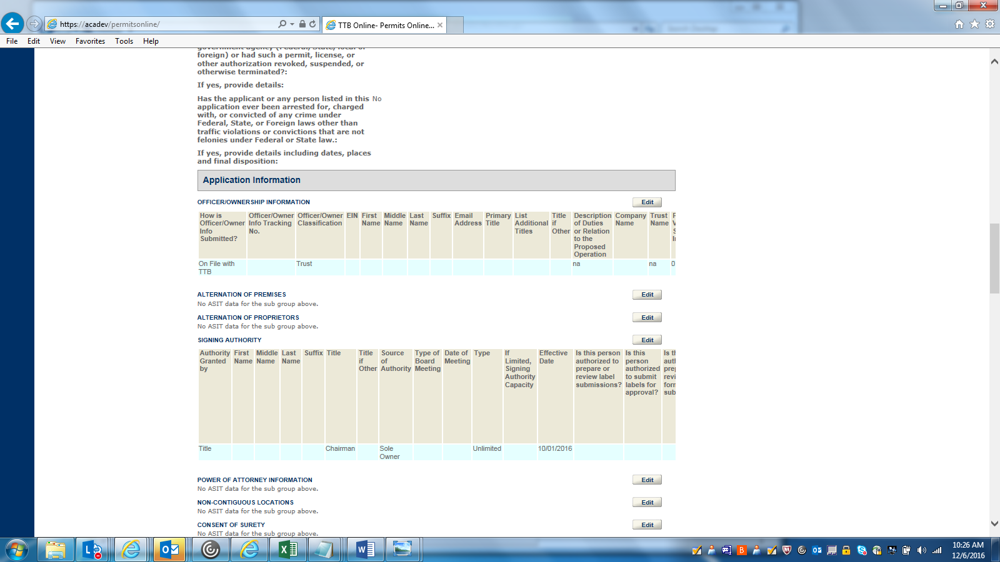 https://acadev/permitsonline/
TTB Online- Permits Online...
File Edit View Favorites Tools Help
government agency (Federal, State, local or
foreign) or had such a permit, license, or
other authorization revoked, suspended, or
otherwise terminated?:
If yes, provide details:
Has the applicant or any person listed in this No
application ever been arrested for, charged
with, or convicted of any crime under
Federal, State, or Foreign laws other than
traffic violations or convictions that are not
felonies under Federal or State law.:
If yes, provide details including dates, places
and final disposition:
Application Information
OFFICER/OWNERSHIP INFORMATION Edit
How is Officer/Owner Officer/Owner EIN First Middle Last Suffix Email Primary List Title Description Company Trust
Officer/Owner Info Tracking Classification Name Name Name Address Title Additional if of Duties Name Name
Info No. Titles Other or Relation
Submitted? to the
Proposed
Operation
On File with Trust na na 0
TTB
ALTERNATION OF PREMISES Edit
No ASIT data for the sub group above.
ALTERNATION OF PROPRIETORS Edit
No ASIT data for the sub group above.
SIGNING AUTHORITY Edit
Authority First Middle Last Suffix Title Title Source Type of Date of Type If Effective Is this person Is this
Granted Name Name Name if of Board Meeting Limited, Date authorized to person
by Other Authority Meeting Signing prepare or authorized
Authority review label to submit
Capacity submissions? labels for
approval?
Title Chairman Sole Unlimited 10/01/2016
Owner
POWER OF ATTORNEY INFORMATION Edit
No ASIT data for the sub group above.
NON-CONTIGUOUS LOCATIONS Edit
No ASIT data for the sub group above.
CONSENT OF SURETY Edit
No ASIT data for the sub group above.
10:26 AM
12/6/2016